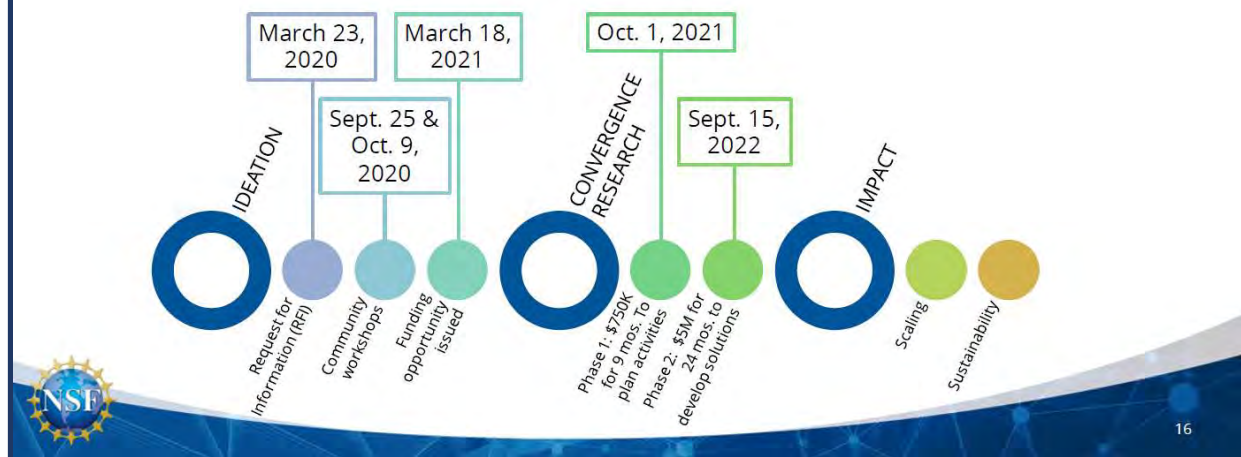 March 23,
2020
March 18,
2021
Oct. 1, 2021
Sept. 25 &
Oct. 9,
2020
Sept. 15,
2022
IDEATION
Request for
Information (RFI)
Community
workshops
Funding
opportunity
issued
CONVERGENCE
RESEARCH
Phase 1: $750K
for 9 mos. To
plan activities
Phase 2: $5M for
24 mos. to
develop solutions
IMPACT
Scaling
Sustainability
NSF
16